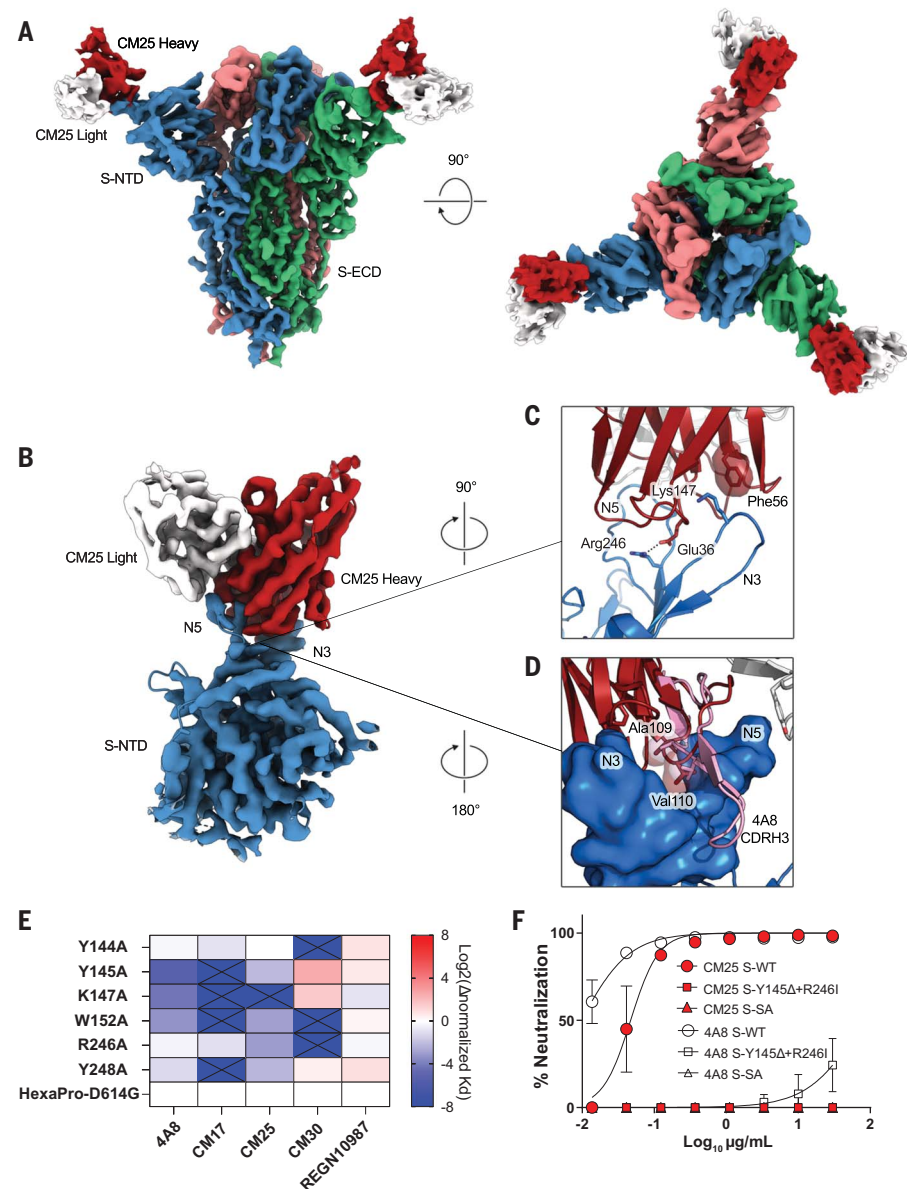 A
CM25 Heavy
CM25 Light
S-NTD
S-ECD
90°
B
CM25 Light
CM25 Heavy
N5
N3
S-NTD
90°
180°
C
Lys147
N5
Phe56
Arg246
Glu36
N3
D
Ala109
N5
N3
Val110
4A8
CDRH3
E
Y144A
Y145A
K147A
W152A
R246A
Y248A
HexaPro-D614G
4A8
CM17
CM25
CM30
REGN10987
8
4
0
-4
-8
Log2(Δnormalized Kd)
F
% Neutralization
100
50
0
-2
-1
0
1
2
Log10 µg/mL
CM25 S-WT
CM25 S-Y145Δ+R246I
CM25 S-SA
4A8 S-WT
4A8 S-Y145Δ+R246I
4A8 S-SA